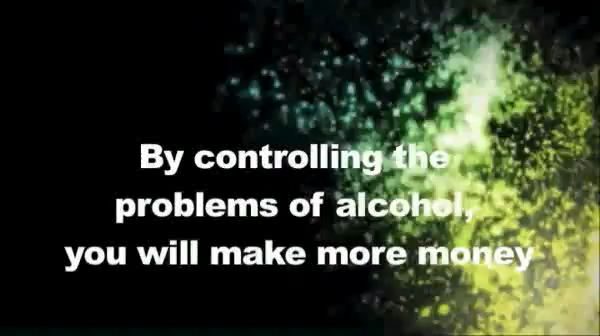 By controlling the
problems of alcohol,
you will make more money